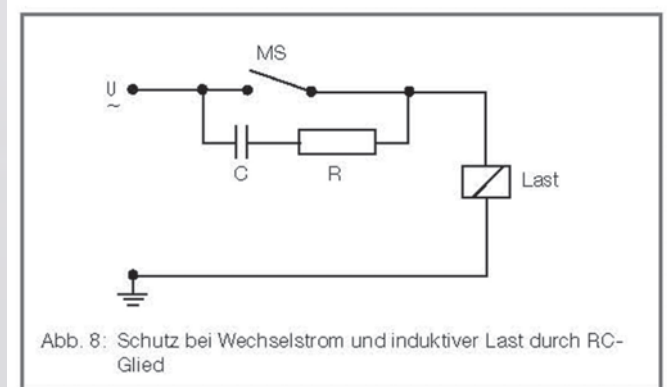 MS
U
~
C
R
Last
Abb. 8: Schutz bei Wechselstrom und induktiver Last durch RC-
Glied